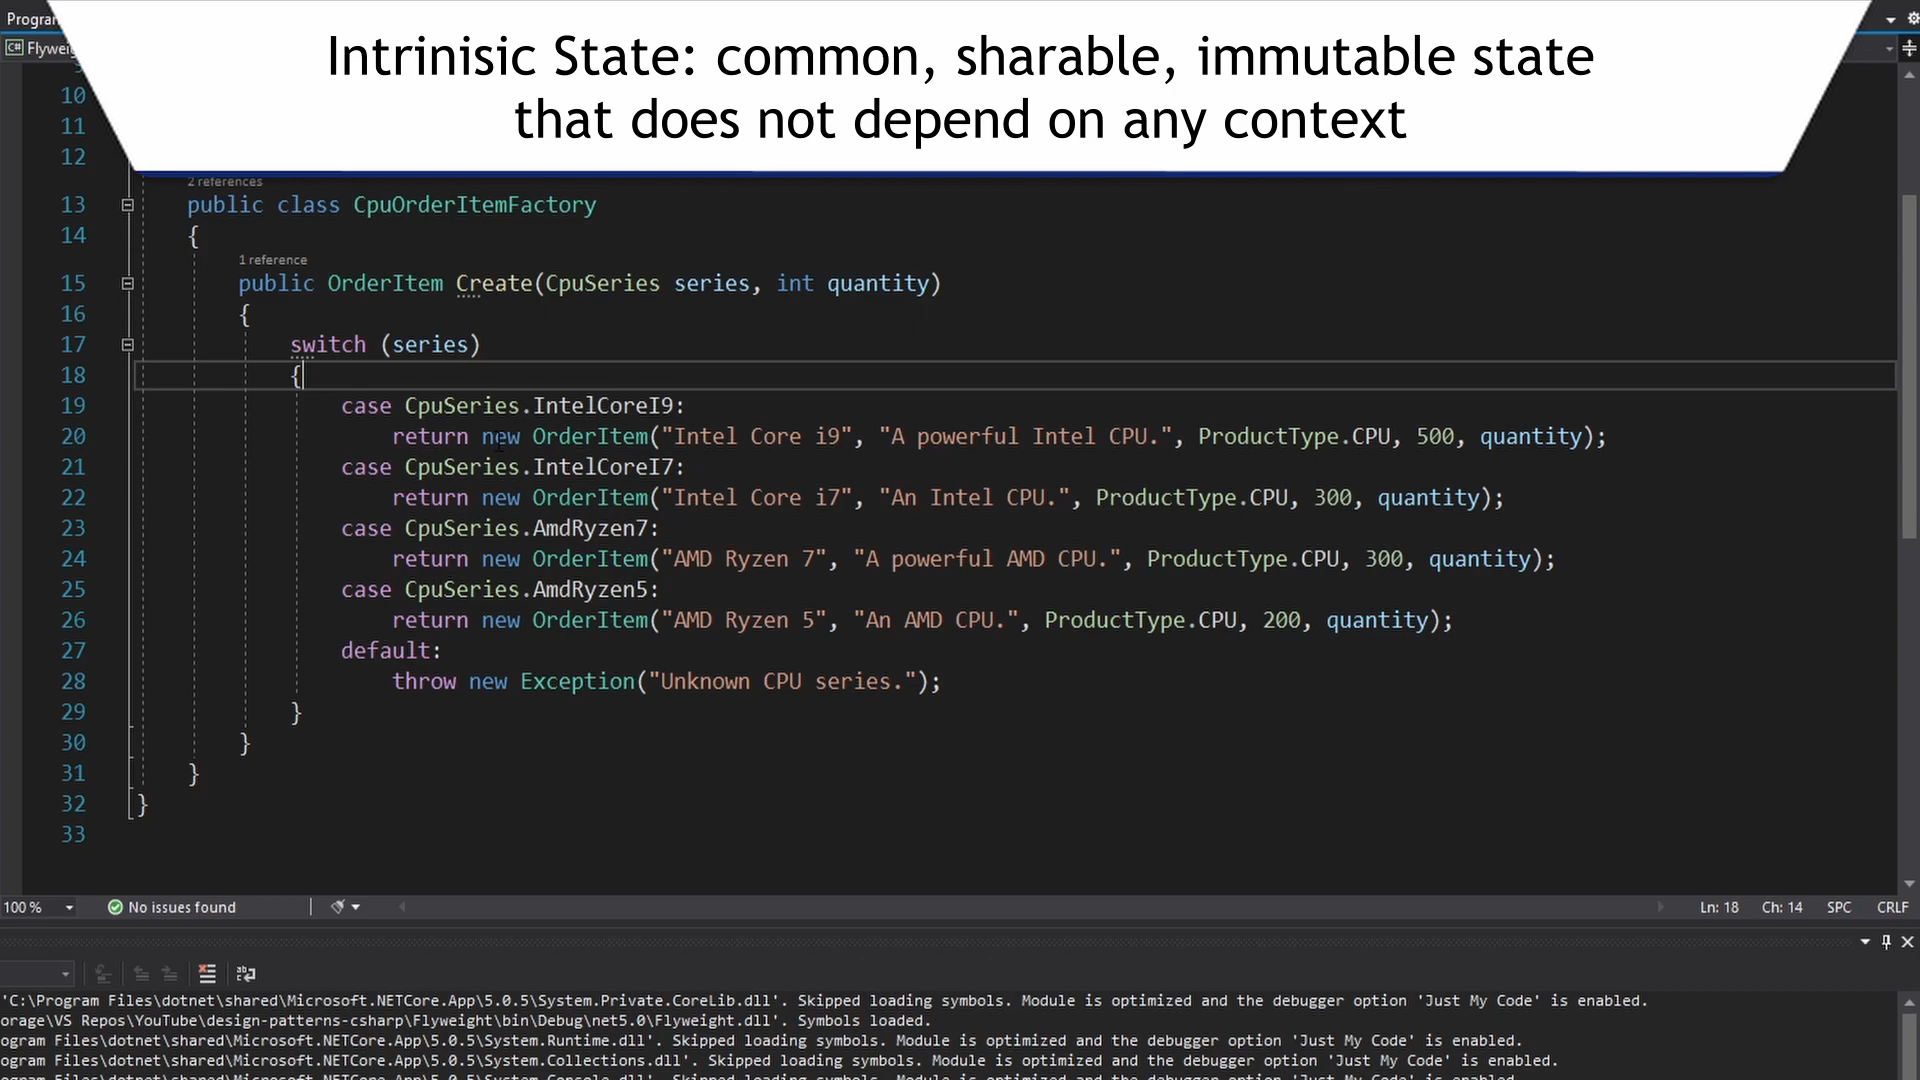 Intrinisic State: common, sharable, immutable state
that does not depend on any context
10
11
12
2 references
13 public class CpuOrderItemFactory
14 {
1 reference
15 public OrderItem Create(CpuSeries series, int quantity)
16 {
17 switch (series)
18 {
19 case CpuSeries.IntelCoreI9:
20 return new OrderItem("Intel Core i9", "A powerful Intel CPU.", ProductType.CPU, 500, quantity);
21 case CpuSeries.IntelCoreI7:
22 return new OrderItem("Intel Core i7", "An Intel CPU.", ProductType.CPU, 300, quantity);
23 case CpuSeries.AmdRyzen7:
24 return new OrderItem("AMD Ryzen 7", "A powerful AMD CPU.", ProductType.CPU, 300, quantity);
25 case CpuSeries.AmdRyzen5:
26 return new OrderItem("AMD Ryzen 5", "An AMD CPU.", ProductType.CPU, 200, quantity);
27 default:
28 throw new Exception("Unknown CPU series.");
29 }
30 }
31 }
32 }
33
100 % No issues found Ln: 18 Ch: 14 SPC CRLF
'C:\Program Files\dotnet\shared\Microsoft.NETCore.App\5.0.5\System.Private.CoreLib.dll'. Skipped loading symbols. Module is optimized and the debugger option 'Just My Code' is enabled.
orage\VS Repos\YouTube\design-patterns-csharp\Flyweight\bin\Debug\net5.0\Flyweight.dll'. Symbols loaded.
ogram Files\dotnet\shared\Microsoft.NETCore.App\5.0.5\System.Runtime.dll'. Skipped loading symbols. Module is optimized and the debugger option 'Just My Code' is enabled.
ogram Files\dotnet\shared\Microsoft.NETCore.App\5.0.5\System.Collections.dll'. Skipped loading symbols. Module is optimized and the debugger option 'Just My Code' is enabled.